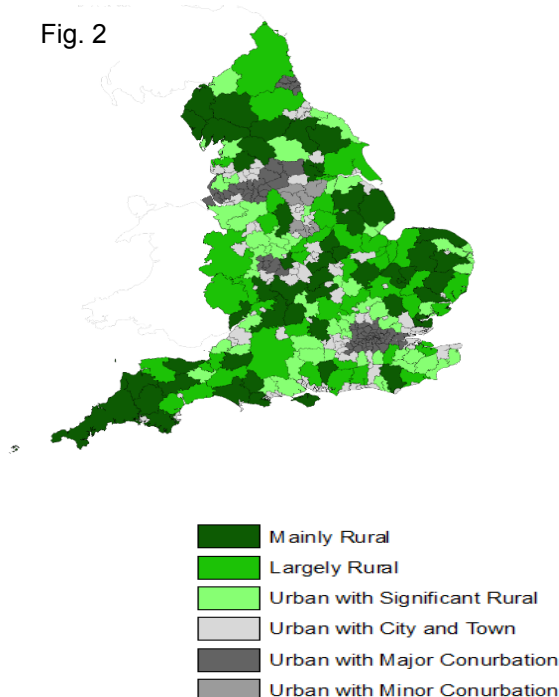 Fig. 2
Mainly Rural
Largely Rural
Urban with Significant Rural
Urban with City and Town
Urban with Major Conurbation
Urban with Minor Conurbation